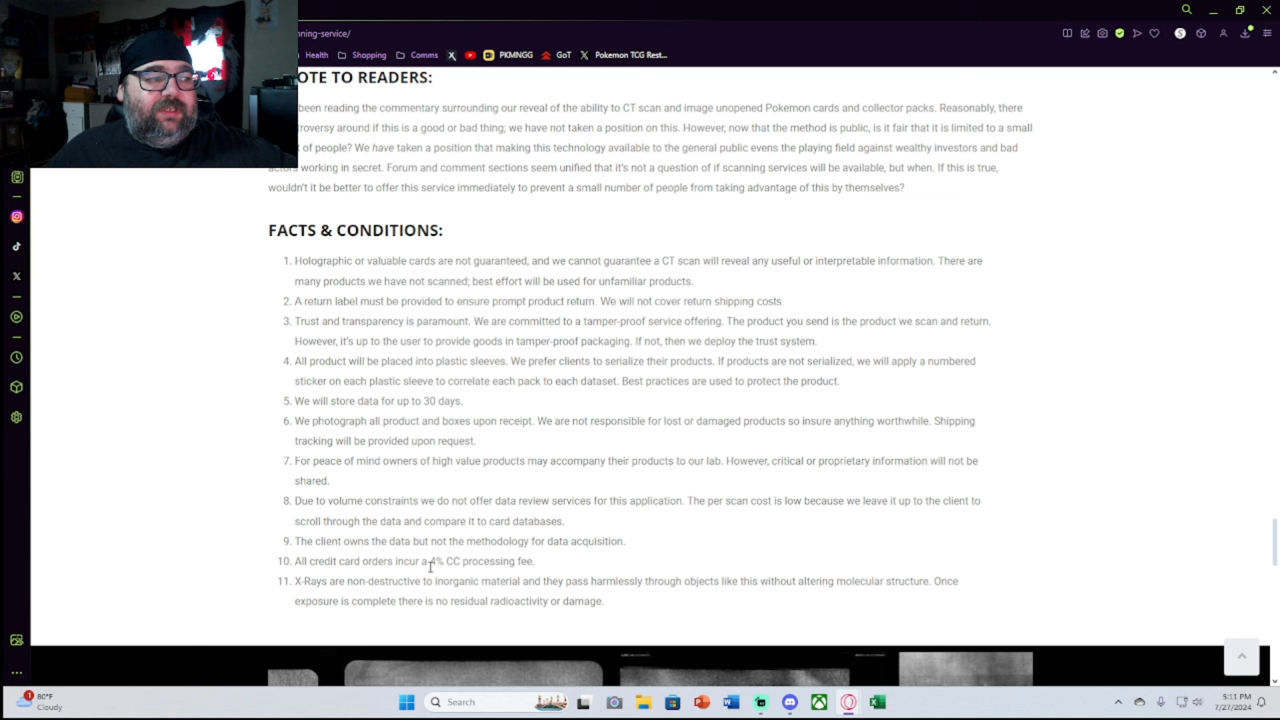 nning-service/
Health Shopping Comms PKMNGG GoT Pokemon TCG Rest...
OTE TO READERS:
been reading the commentary surrounding our reveal of the ability to CT scan and image unopened Pokemon cards and collector packs. Reasonably, there
troversy around if this is a good or bad thing; we have not taken a position on this. However, now that the method is public, is it fair that it is limited to a small
t of people? We have taken a position that making this technology available to the general public evens the playing field against wealthy investors and bad
actors working in secret. Forum and comment sections seem unified that it's not a question of if scanning services will be available, but when. If this is true,
wouldn't it be better to offer this service immediately to prevent a small number of people from taking advantage of this by themselves?
FACTS & CONDITIONS:
1. Holographic or valuable cards are not guaranteed, and we cannot guarantee a CT scan will reveal any useful or interpretable information. There are
many products we have not scanned; best effort will be used for unfamiliar products.
2. A return label must be provided to ensure prompt product return. We will not cover return shipping costs.
3. Trust and transparency is paramount. We are committed to a tamper-proof service offering. The product you send is the product we scan and return.
However, it's up to the user to provide goods in tamper-proof packaging. If not, then we deploy the trust system.
4. All product will be placed into plastic sleeves. We prefer clients to serialize their products. If products are not serialized, we will apply a numbered
sticker on each plastic sleeve to correlate each pack to each dataset. Best practices are used to protect the product.
5. We will store data for up to 30 days.
6. We photograph all product and boxes upon receipt. We are not responsible for lost or damaged products so insure anything worthwhile. Shipping
tracking will be provided upon request.
7. For peace of mind owners of high value products may accompany their products to our lab. However, critical or proprietary information will not be
shared.
8. Due to volume constraints we do not offer data review services for this application. The per scan cost is low because we leave it up to the client to
scroll through the data and compare it to card databases.
9. The client owns the data but not the methodology for data acquisition.
10. All credit card orders incur a 4% CC processing fee.
11. X-Rays are non-destructive to inorganic material and they pass harmlessly through objects like this without altering molecular structure. Once
exposure is complete there is no residual radioactivity or damage.
1
80°F
Cloudy
Search
5:11 PM
7/27/2024